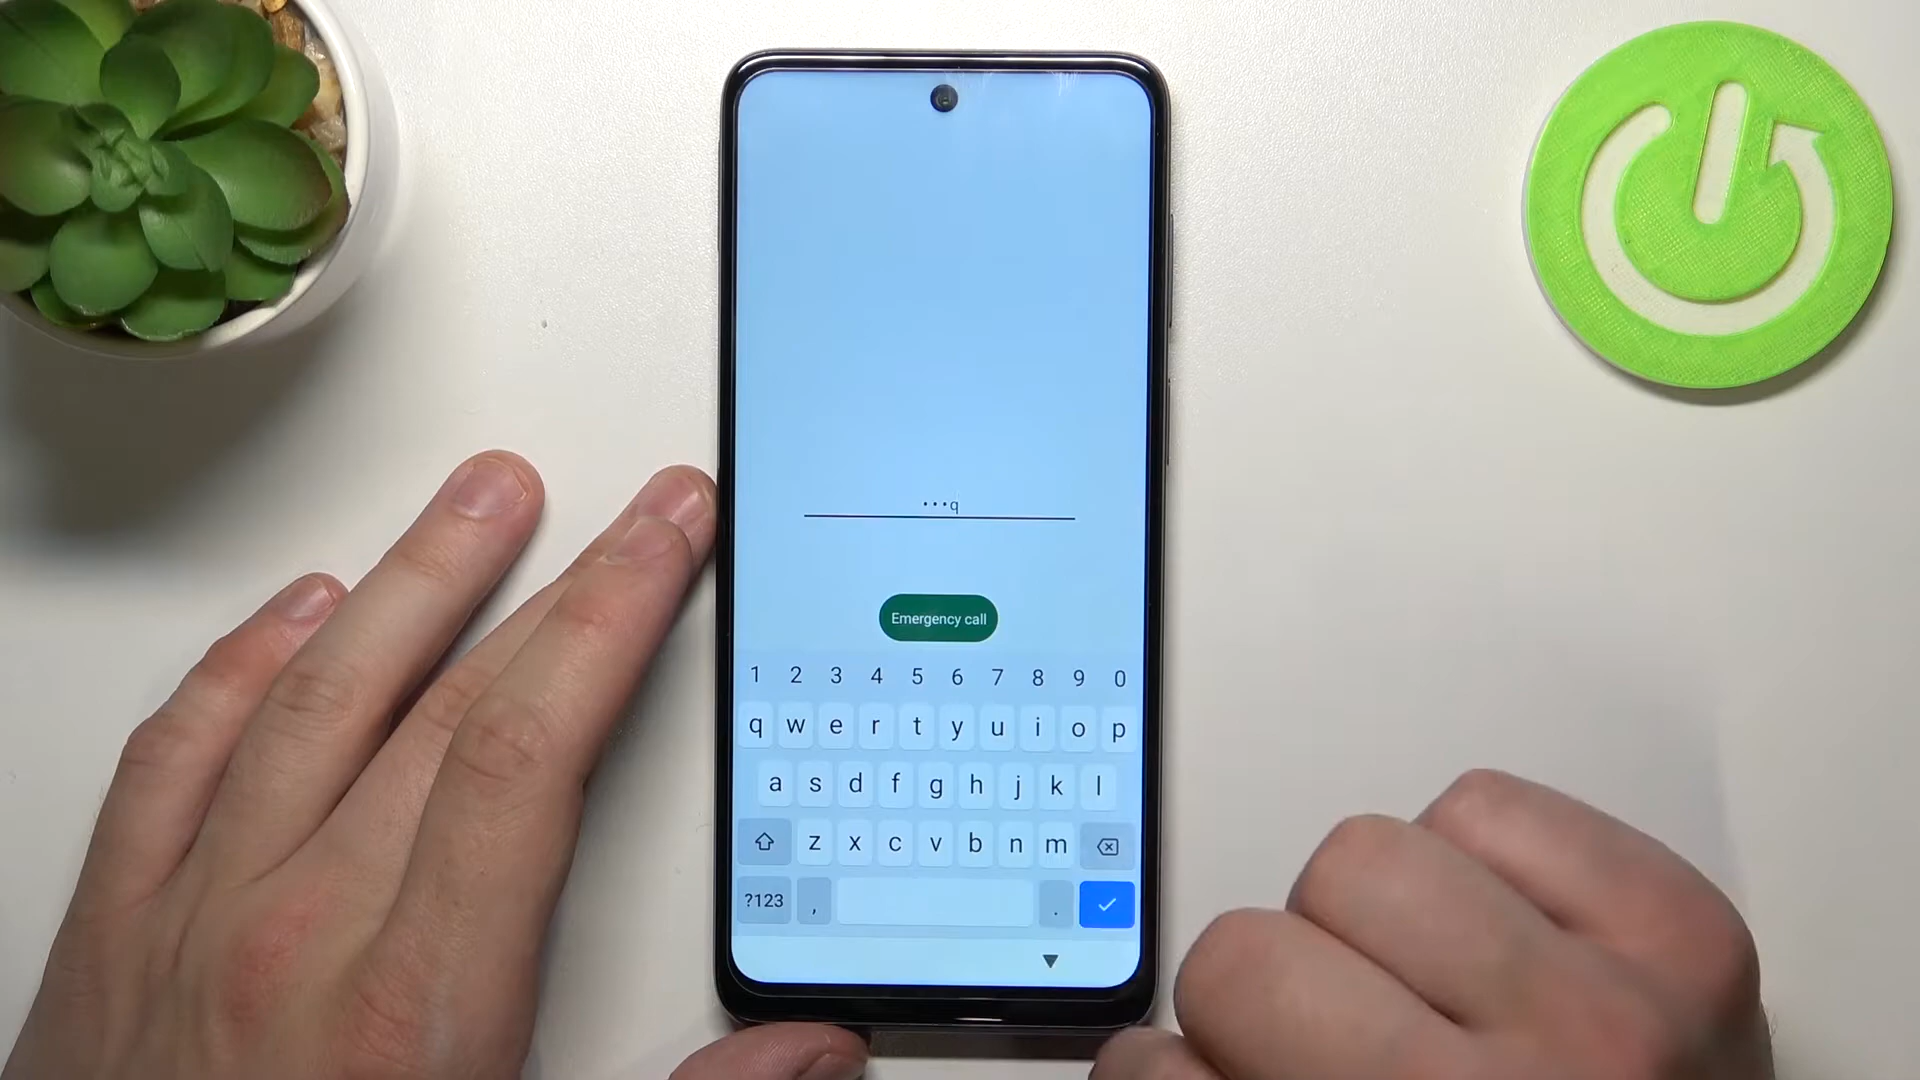 •••q
Emergency call
1 2 3 4 5 6 7 8 9 0
q w e r t y u i o p
a s d f g h j k l
z x c v b n m
?123 , .